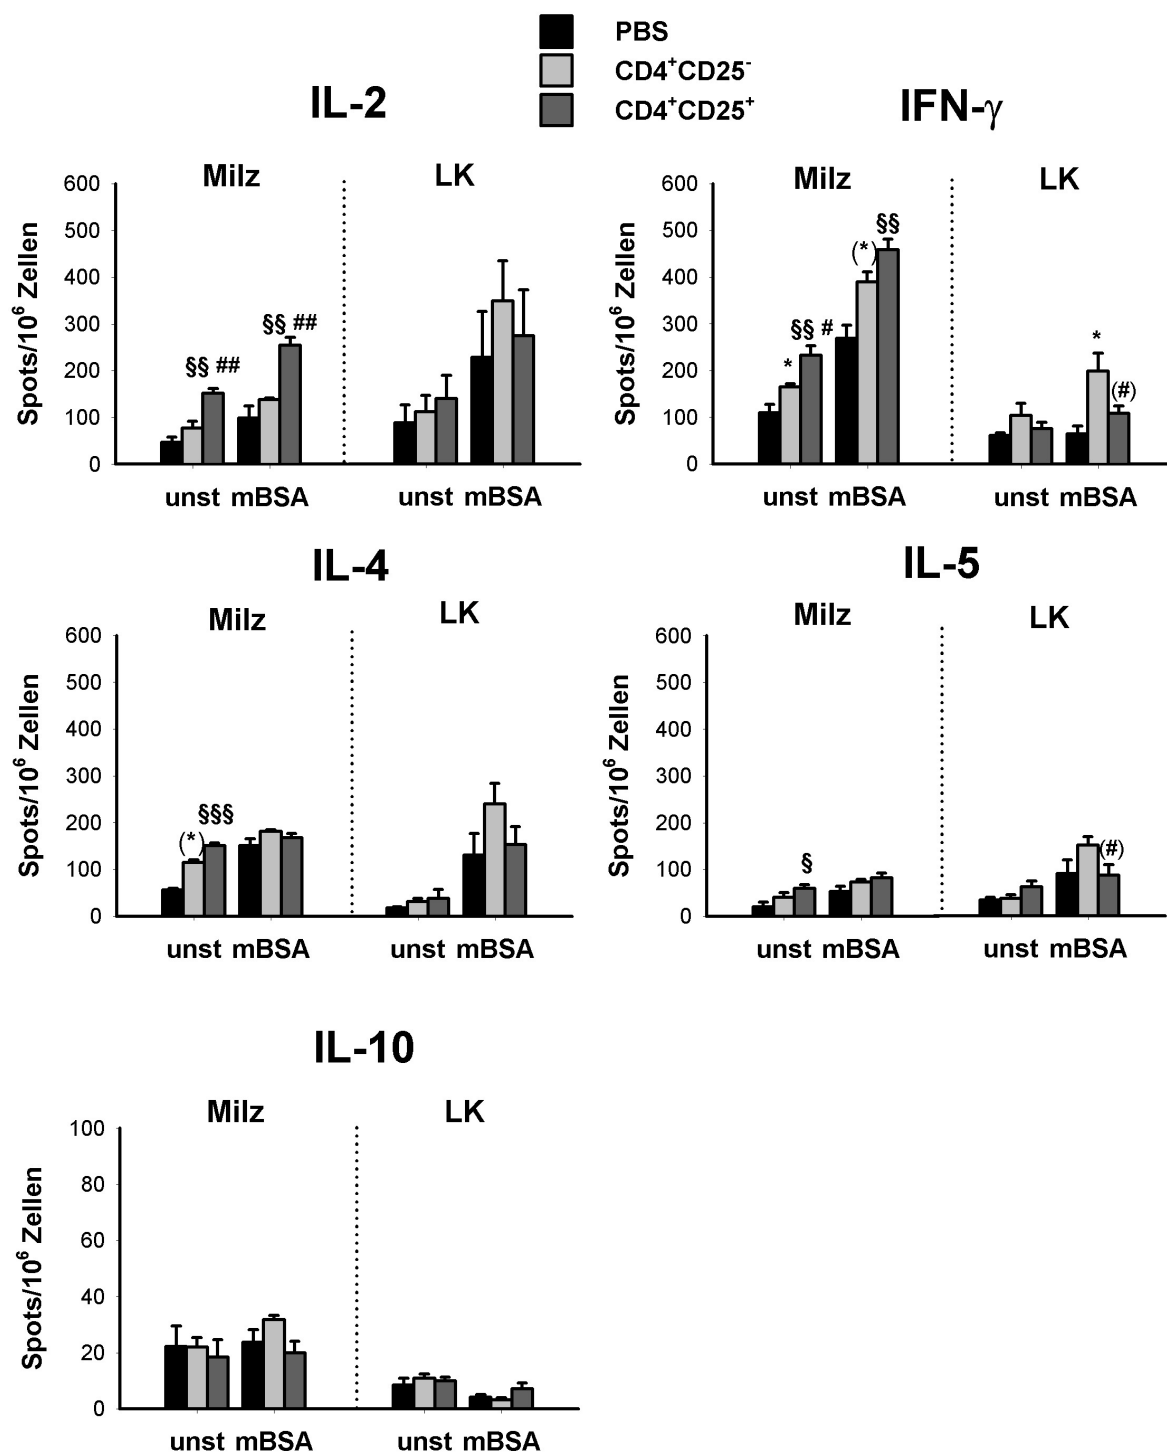 PBS
CD4⁺CD25⁻
CD4⁺CD25⁺
IL-2
Milz
LK
Spots/10⁶ Zellen
600
500
400
300
200
100
0
§§ ##
§§ ##
unst mBSA
unst mBSA
IFN-γ
Milz
LK
Spots/10⁶ Zellen
600
500
400
300
200
100
0
*
§§ #
(*)
§§
*
(#)
unst mBSA
unst mBSA
IL-4
Milz
LK
Spots/10⁶ Zellen
600
500
400
300
200
100
0
(*)
§§§
unst mBSA
unst mBSA
IL-5
Milz
LK
Spots/10⁶ Zellen
600
500
400
300
200
100
0
§
(#)
unst mBSA
unst mBSA
IL-10
Milz
LK
Spots/10⁶ Zellen
100
80
60
40
20
0
unst mBSA
unst mBSA